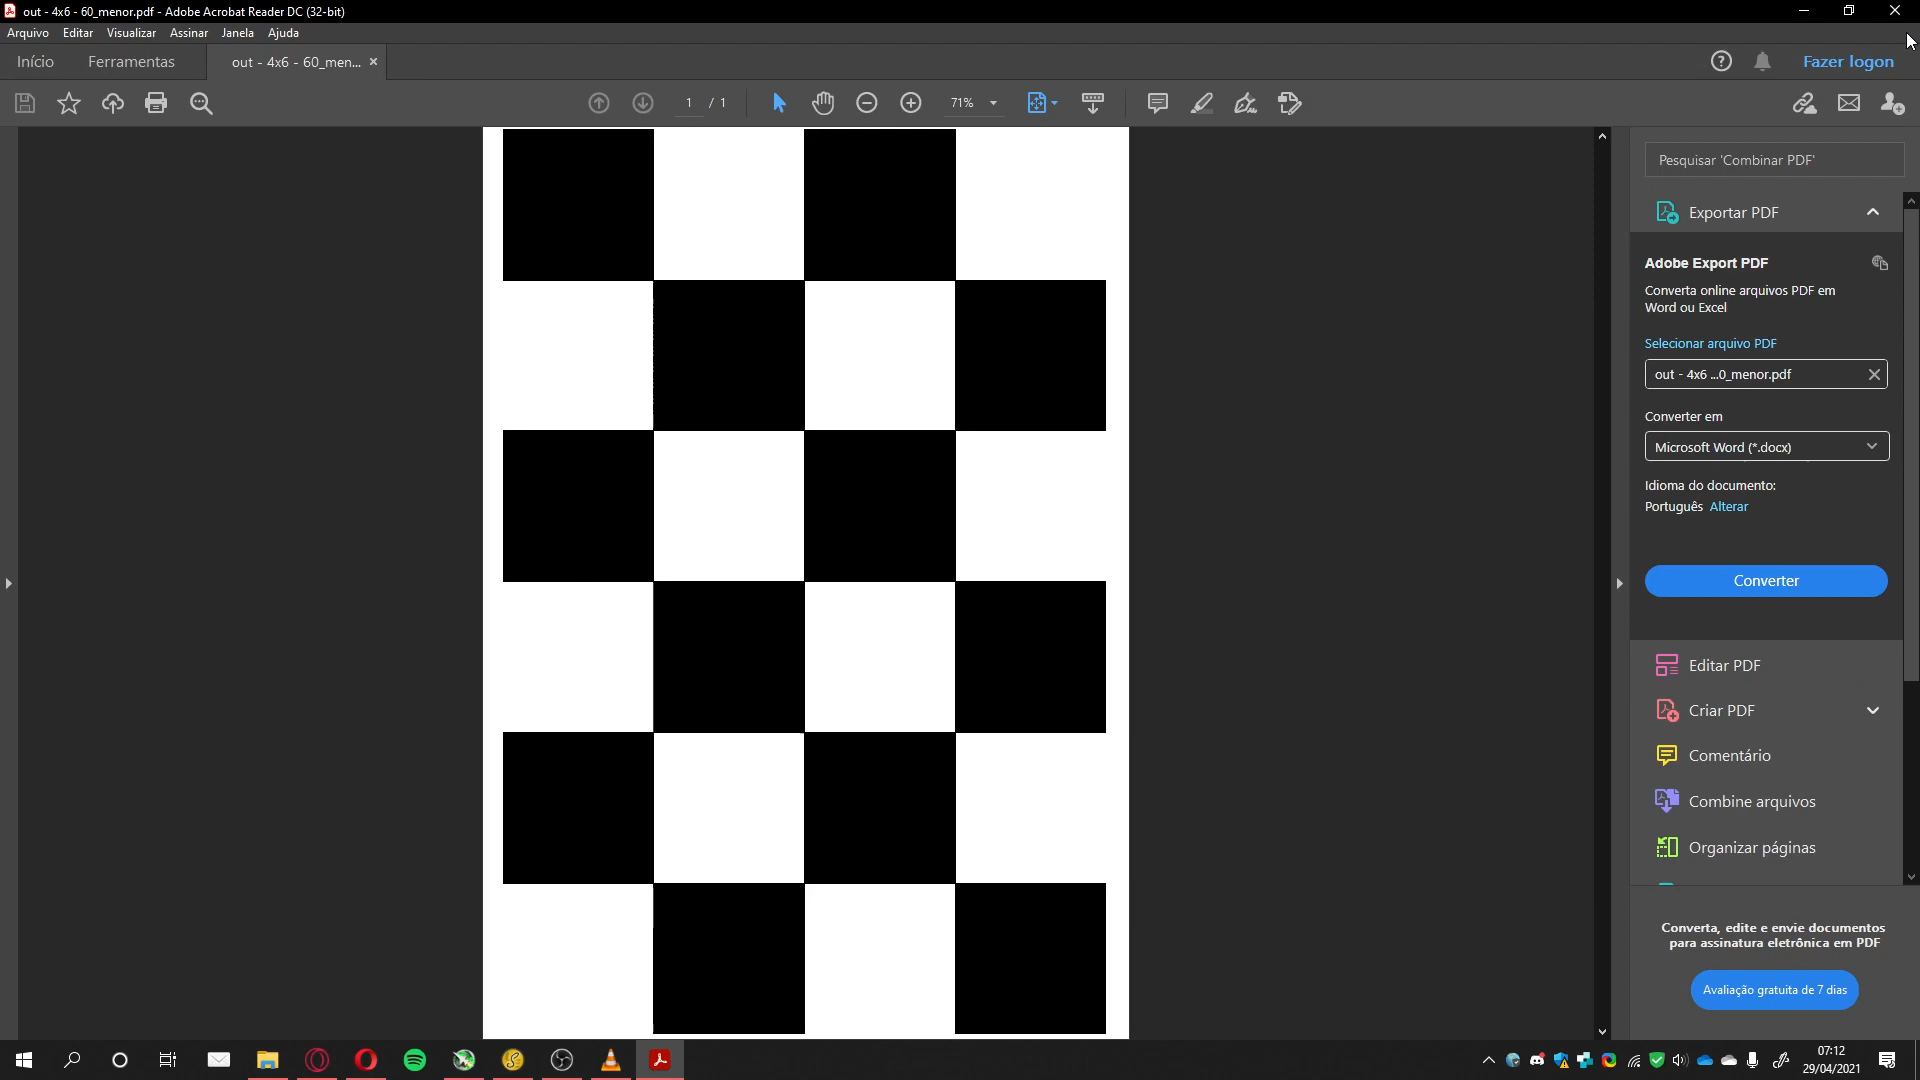 out - 4x6 - 60_menor.pdf - Adobe Acrobat Reader DC (32-bit)
Arquivo Editar Visualizar Assinar Janela Ajuda
Início Ferramentas out - 4x6 - 60_men... × Fazer logon
1 / 1 71%
Pesquisar 'Combinar PDF'
Exportar PDF
Adobe Export PDF
Converta online arquivos PDF em
Word ou Excel
Selecionar arquivo PDF
out - 4x6 ...0_menor.pdf
Converter em
Microsoft Word (*.docx)
Idioma do documento:
Português Alterar
Converter
Editar PDF
Criar PDF
Comentário
Combine arquivos
Organizar páginas
Converta, edite e envie documentos
para assinatura eletrônica em PDF
Avaliação gratuita de 7 dias
07:12
29/04/2021